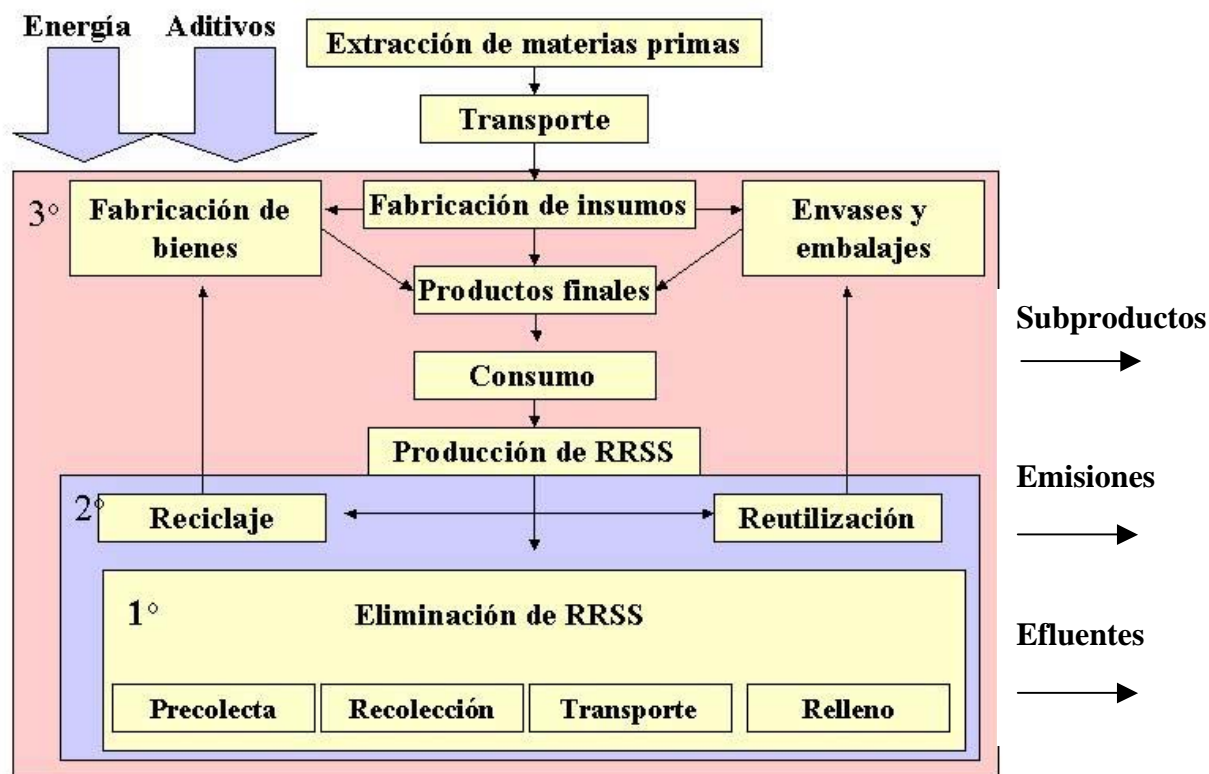 Energía Aditivos
Extracción de materias primas
Transporte
3°
Fabricación de
bienes
Fabricación de insumos
Envases y
embalajes
Productos finales
Consumo
Producción de RRSS
2°
Reciclaje
Reutilización
1°
Eliminación de RRSS
Precolecta
Recolección
Transporte
Relleno
Subproductos
Emisiones
Efluentes